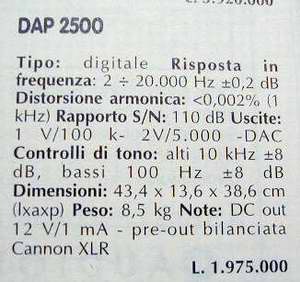 L. 3.920.000
DAP 2500
Tipo: digitale Risposta in
frequenza: 2 ÷ 20.000 Hz ±0,2 dB
Distorsione armonica: <0,002% (1
kHz) Rapporto S/N: 110 dB Uscite:
1 V/100 k- 2V/5.000 -DAC
Controlli di tono: alti 10 kHz ±8
dB, bassi 100 Hz ±8 dB
Dimensioni: 43,4 x 13,6 x 38,6 cm
(lxaxp) Peso: 8,5 kg Note: DC out
12 V/1 mA - pre-out bilanciata
Cannon XLR
L. 1.975.000